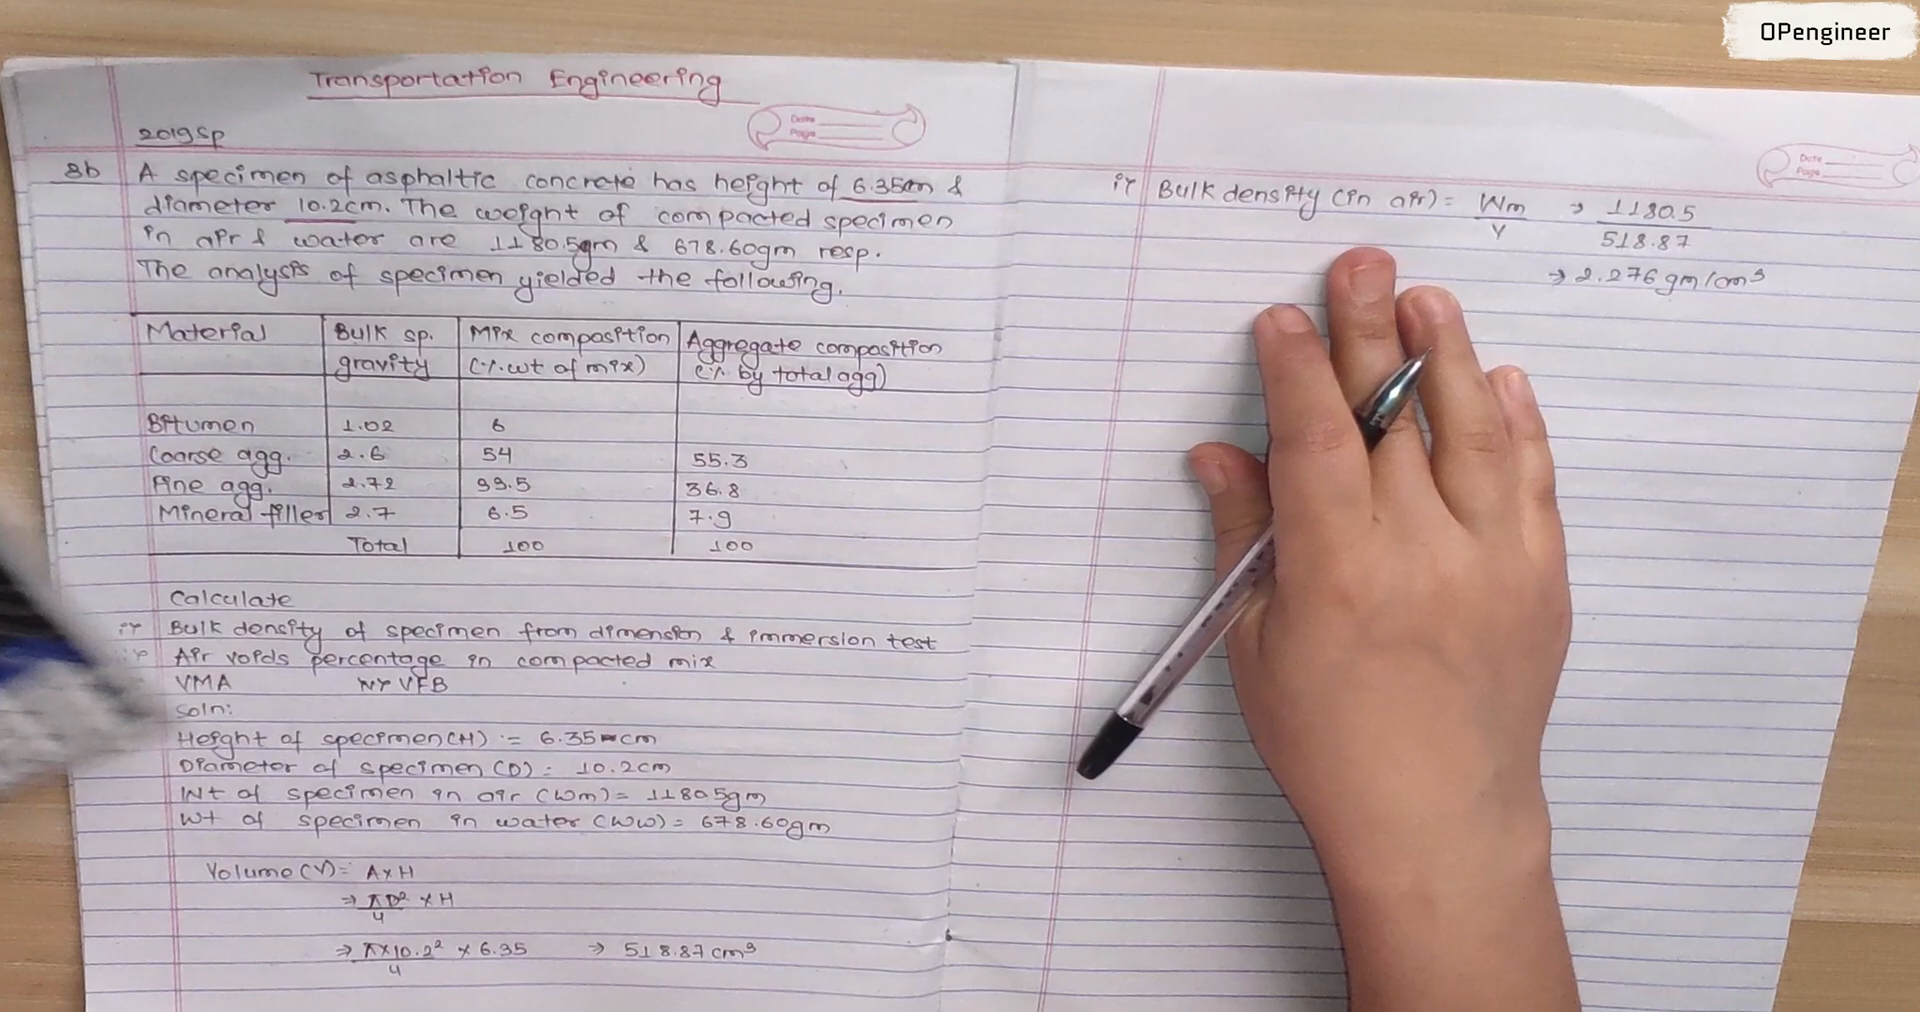 OPengineer
Transportation Engineering
Date
Page
2019sp
8b A specimen of asphaltic concrete has height of 6.35cm &
diameter 10.2cm. The weight of compacted specimen
in air & water are 1180.5gm & 678.60gm resp.
The analysis of specimen yielded the following.
Material Bulk sp. gravity Mix composition (%wt of mix) Aggregate composition (% by total agg)
Bitumen 1.02 6
Coarse agg. 2.6 54 55.3
Fine agg. 2.72 33.5 36.8
Mineral filler 2.7 6.5 7.9
Total 100 100
Calculate
i> Bulk density of specimen from dimension & immersion test
Air voids percentage in compacted mix
VMA iv> VFB
Soln:
Height of specimen(H) = 6.35 cm
Diameter of specimen (D) = 10.2cm
Wt of specimen in air (Wm) = 1180.5gm
Wt of specimen in water (Ww) = 678.60gm
Volume (V) = A×H
⇒ πD²/4 × H
⇒ π×10.2²/4 × 6.35 ⇒ 518.87 cm³
Date
Page
i> Bulk density (in air) = Wm/V ⇒ 1180.5/518.87
⇒ 2.276 gm/cm³